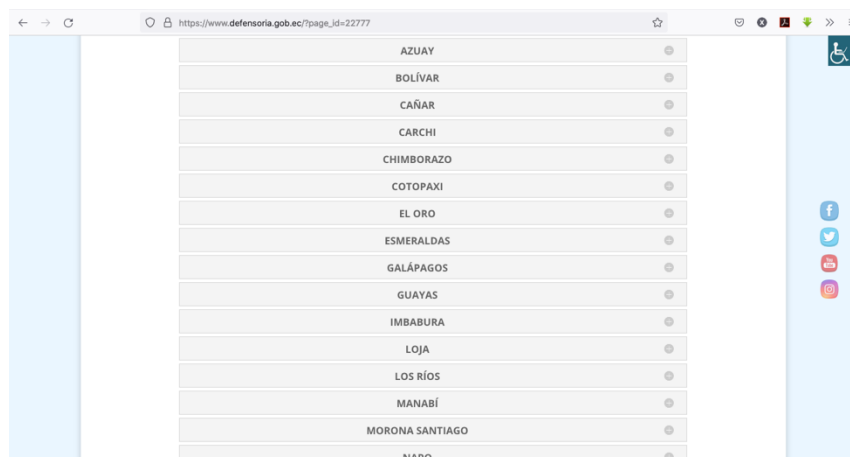 https://www.defensoria.gob.ec/?page_id=22777
AZUAY
BOLÍVAR
CAÑAR
CARCHI
CHIMBORAZO
COTOPAXI
EL ORO
ESMERALDAS
GALÁPAGOS
GUAYAS
IMBABURA
LOJA
LOS RÍOS
MANABÍ
MORONA SANTIAGO
NAPO